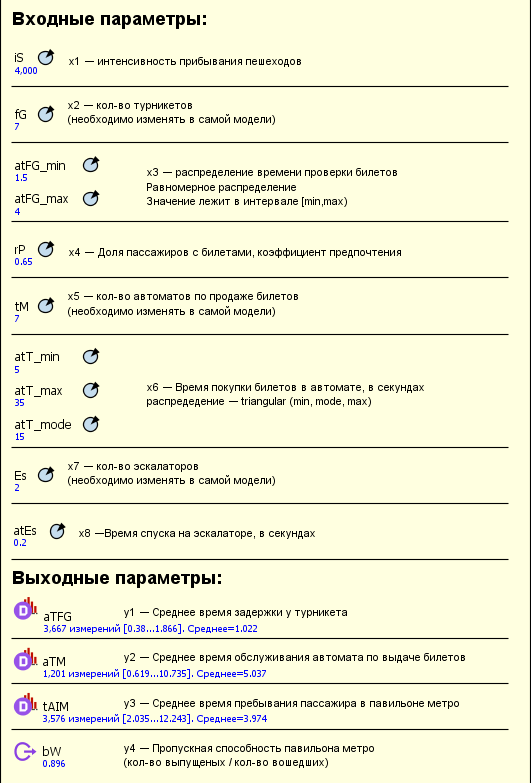 Входные параметры:
iS
4,000
x1 — интенсивность прибывания пешеходов
fG
7
x2 — кол-во турникетов
(необходимо изменять в самой модели)
atFG_min
1.5
atFG_max
4
x3 — распределение времени проверки билетов
Равномерное распределение
Значение лежит в интервале [min,max)
rP
0.65
x4 — Доля пассажиров с билетами, коэффициент предпочтения
tM
7
x5 — кол-во автоматов по продаже билетов
(необходимо изменять в самой модели)
atT_min
5
atT_max
35
atT_mode
15
x6 — Время покупки билетов в автомате, в секундах
распредедение — triangular (min, mode, max)
Es
2
x7 — кол-во эскалаторов
(необходимо изменять в самой модели)
atEs
0.2
x8 —Время спуска на эскалаторе, в секундах
Выходные параметры:
D
aTFG
y1 — Среднее время задержки у турникета
3,667 измерений [0.38...1.866]. Среднее=1.022
D
aTM
y2 — Среднее время обслуживания автомата по выдаче билетов
1,201 измерений [0.619...10.735]. Среднее=5.037
D
tAIM
y3 — Среднее время пребывания пассажира в павильоне метро
3,576 измерений [2.035...12.243]. Среднее=3.974
bW
0.896
y4 — Пропускная способность павильона метро
(кол-во выпущеных / кол-во вошедших)